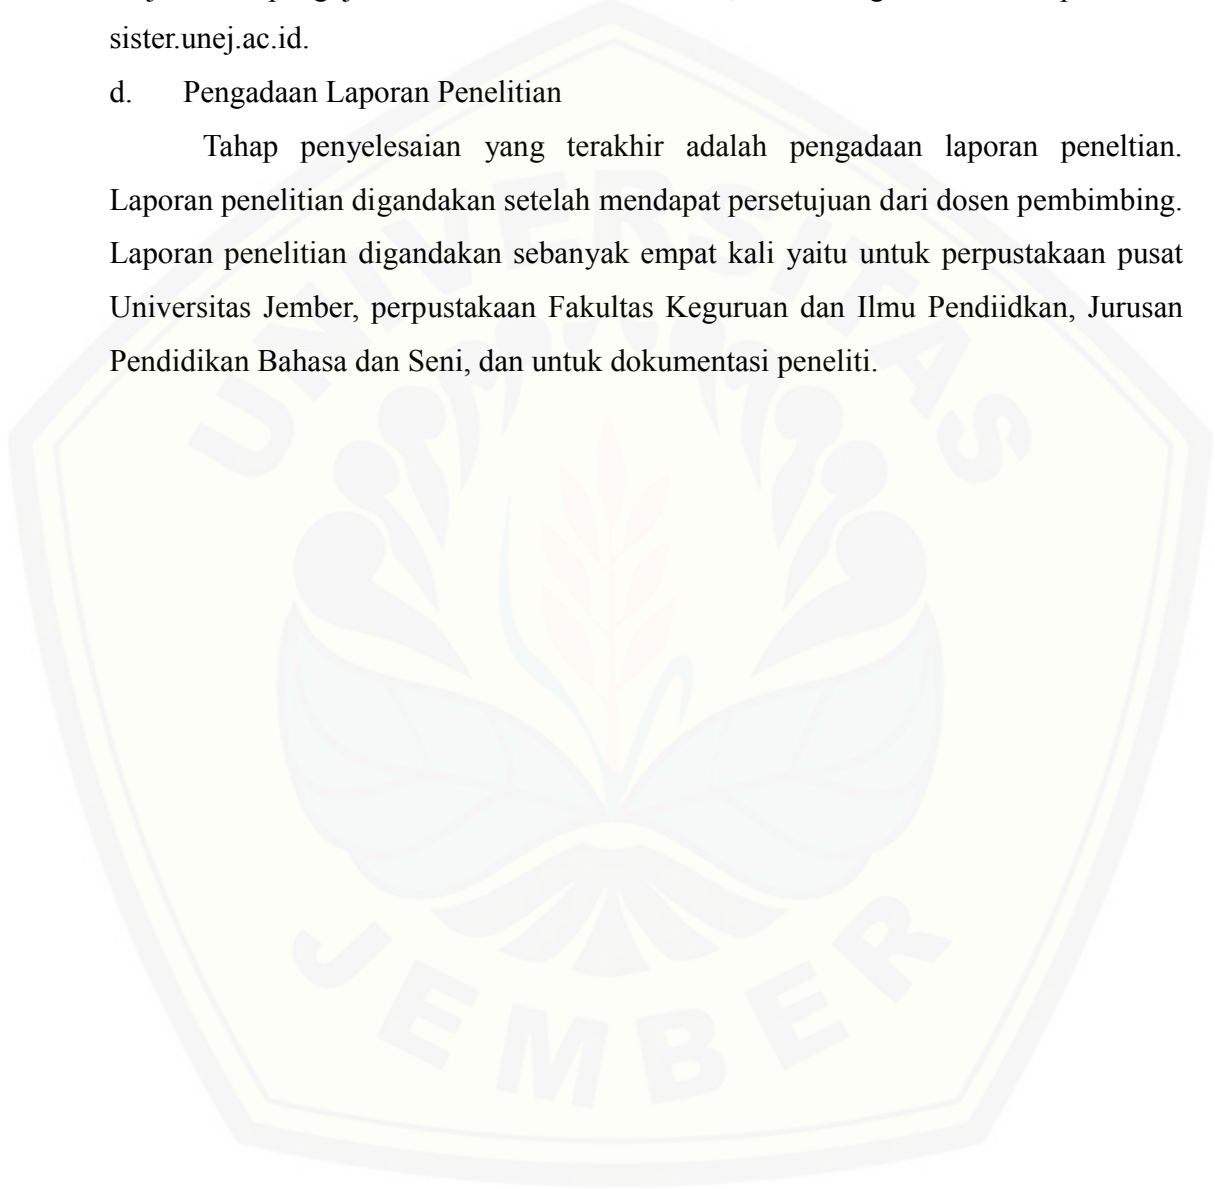 sister.unej.ac.id.
d. Pengadaan Laporan Penelitian
Tahap penyelesaian yang terakhir adalah pengadaan laporan peneltian.
Laporan penelitian digandakan setelah mendapat persetujuan dari dosen pembimbing.
Laporan penelitian digandakan sebanyak empat kali yaitu untuk perpustakaan pusat
Universitas Jember, perpustakaan Fakultas Keguruan dan Ilmu Pendiidkan, Jurusan
Pendidikan Bahasa dan Seni, dan untuk dokumentasi peneliti.
UNIVERSITAS
JEMBER